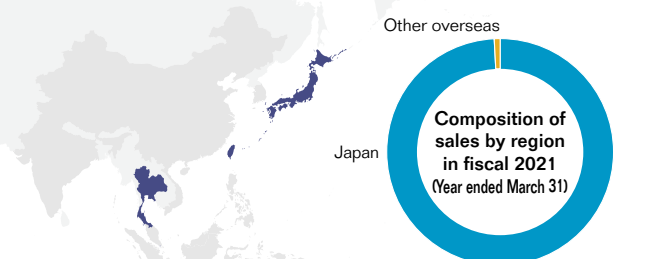 Other overseas
Japan
Composition of
sales by region
in fiscal 2021
(Year ended March 31)